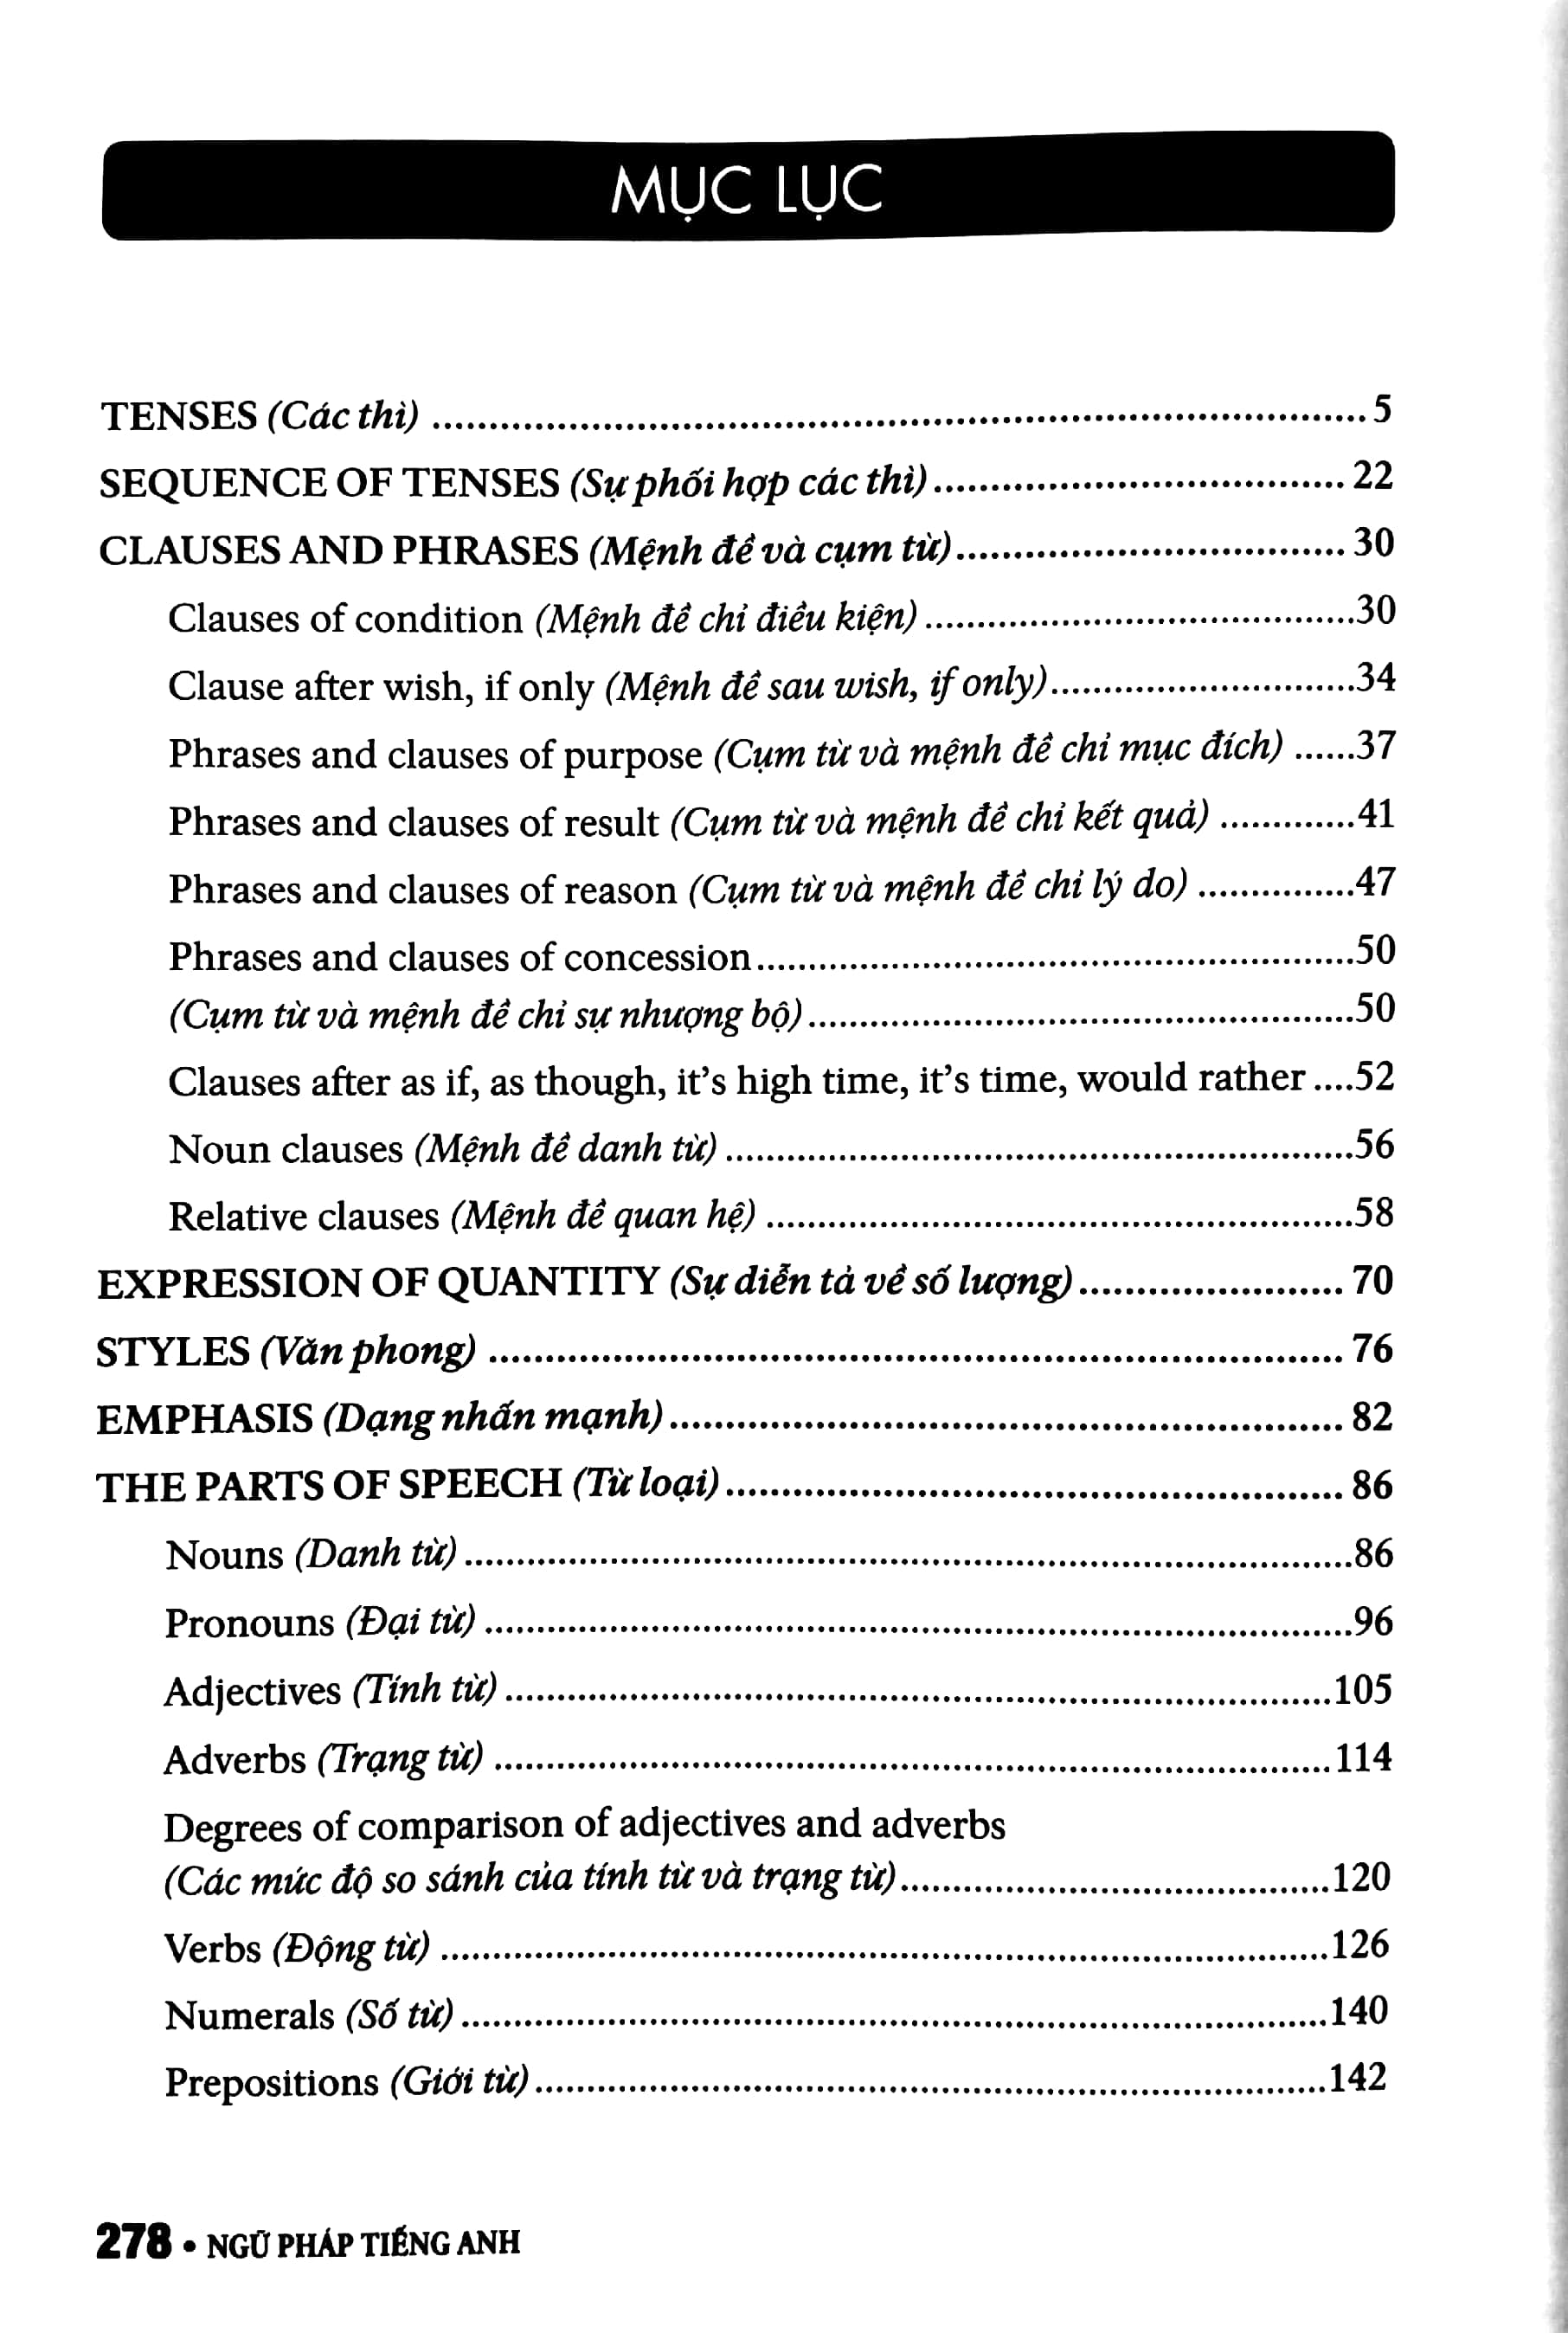 MỤC LỤC
TENSES (Các thì) ........ 5
SEQUENCE OF TENSES (Sự phối hợp các thì) ........ 22
CLAUSES AND PHRASES (Mệnh đề và cụm từ) ........ 30
Clauses of condition (Mệnh đề chỉ điều kiện) ........ 30
Clause after wish, if only (Mệnh đề sau wish, if only) ........ 34
Phrases and clauses of purpose (Cụm từ và mệnh đề chỉ mục đích) ...... 37
Phrases and clauses of result (Cụm từ và mệnh đề chỉ kết quả) ........ 41
Phrases and clauses of reason (Cụm từ và mệnh đề chỉ lý do) ........ 47
Phrases and clauses of concession ........ 50
(Cụm từ và mệnh đề chỉ sự nhượng bộ) ........ 50
Clauses after as if, as though, it's high time, it's time, would rather .... 52
Noun clauses (Mệnh đề danh từ) ........ 56
Relative clauses (Mệnh đề quan hệ) ........ 58
EXPRESSION OF QUANTITY (Sự diễn tả về số lượng) ........ 70
STYLES (Văn phong) ........ 76
EMPHASIS (Dạng nhấn mạnh) ........ 82
THE PARTS OF SPEECH (Từ loại) ........ 86
Nouns (Danh từ) ........ 86
Pronouns (Đại từ) ........ 96
Adjectives (Tính từ) ........ 105
Adverbs (Trạng từ) ........ 114
Degrees of comparison of adjectives and adverbs
(Các mức độ so sánh của tính từ và trạng từ) ........ 120
Verbs (Động từ) ........ 126
Numerals (Số từ) ........ 140
Prepositions (Giới từ) ........ 142
278 • NGỮ PHÁP TIẾNG ANH